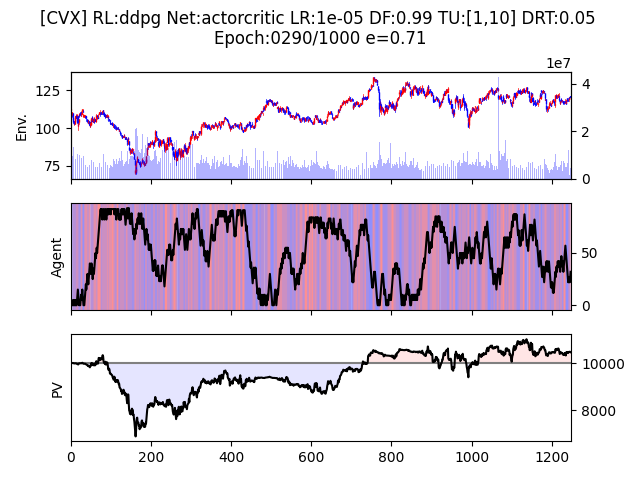 [CVX] RL:ddpg Net:actorcritic LR:1e-05 DF:0.99 TU:[1,10] DRT:0.05
Epoch:0290/1000 e=0.71
1e7
125
100
75
Env.
4
2
0
Agent
50
0
PV
10000
8000
0
200
400
600
800
1000
1200